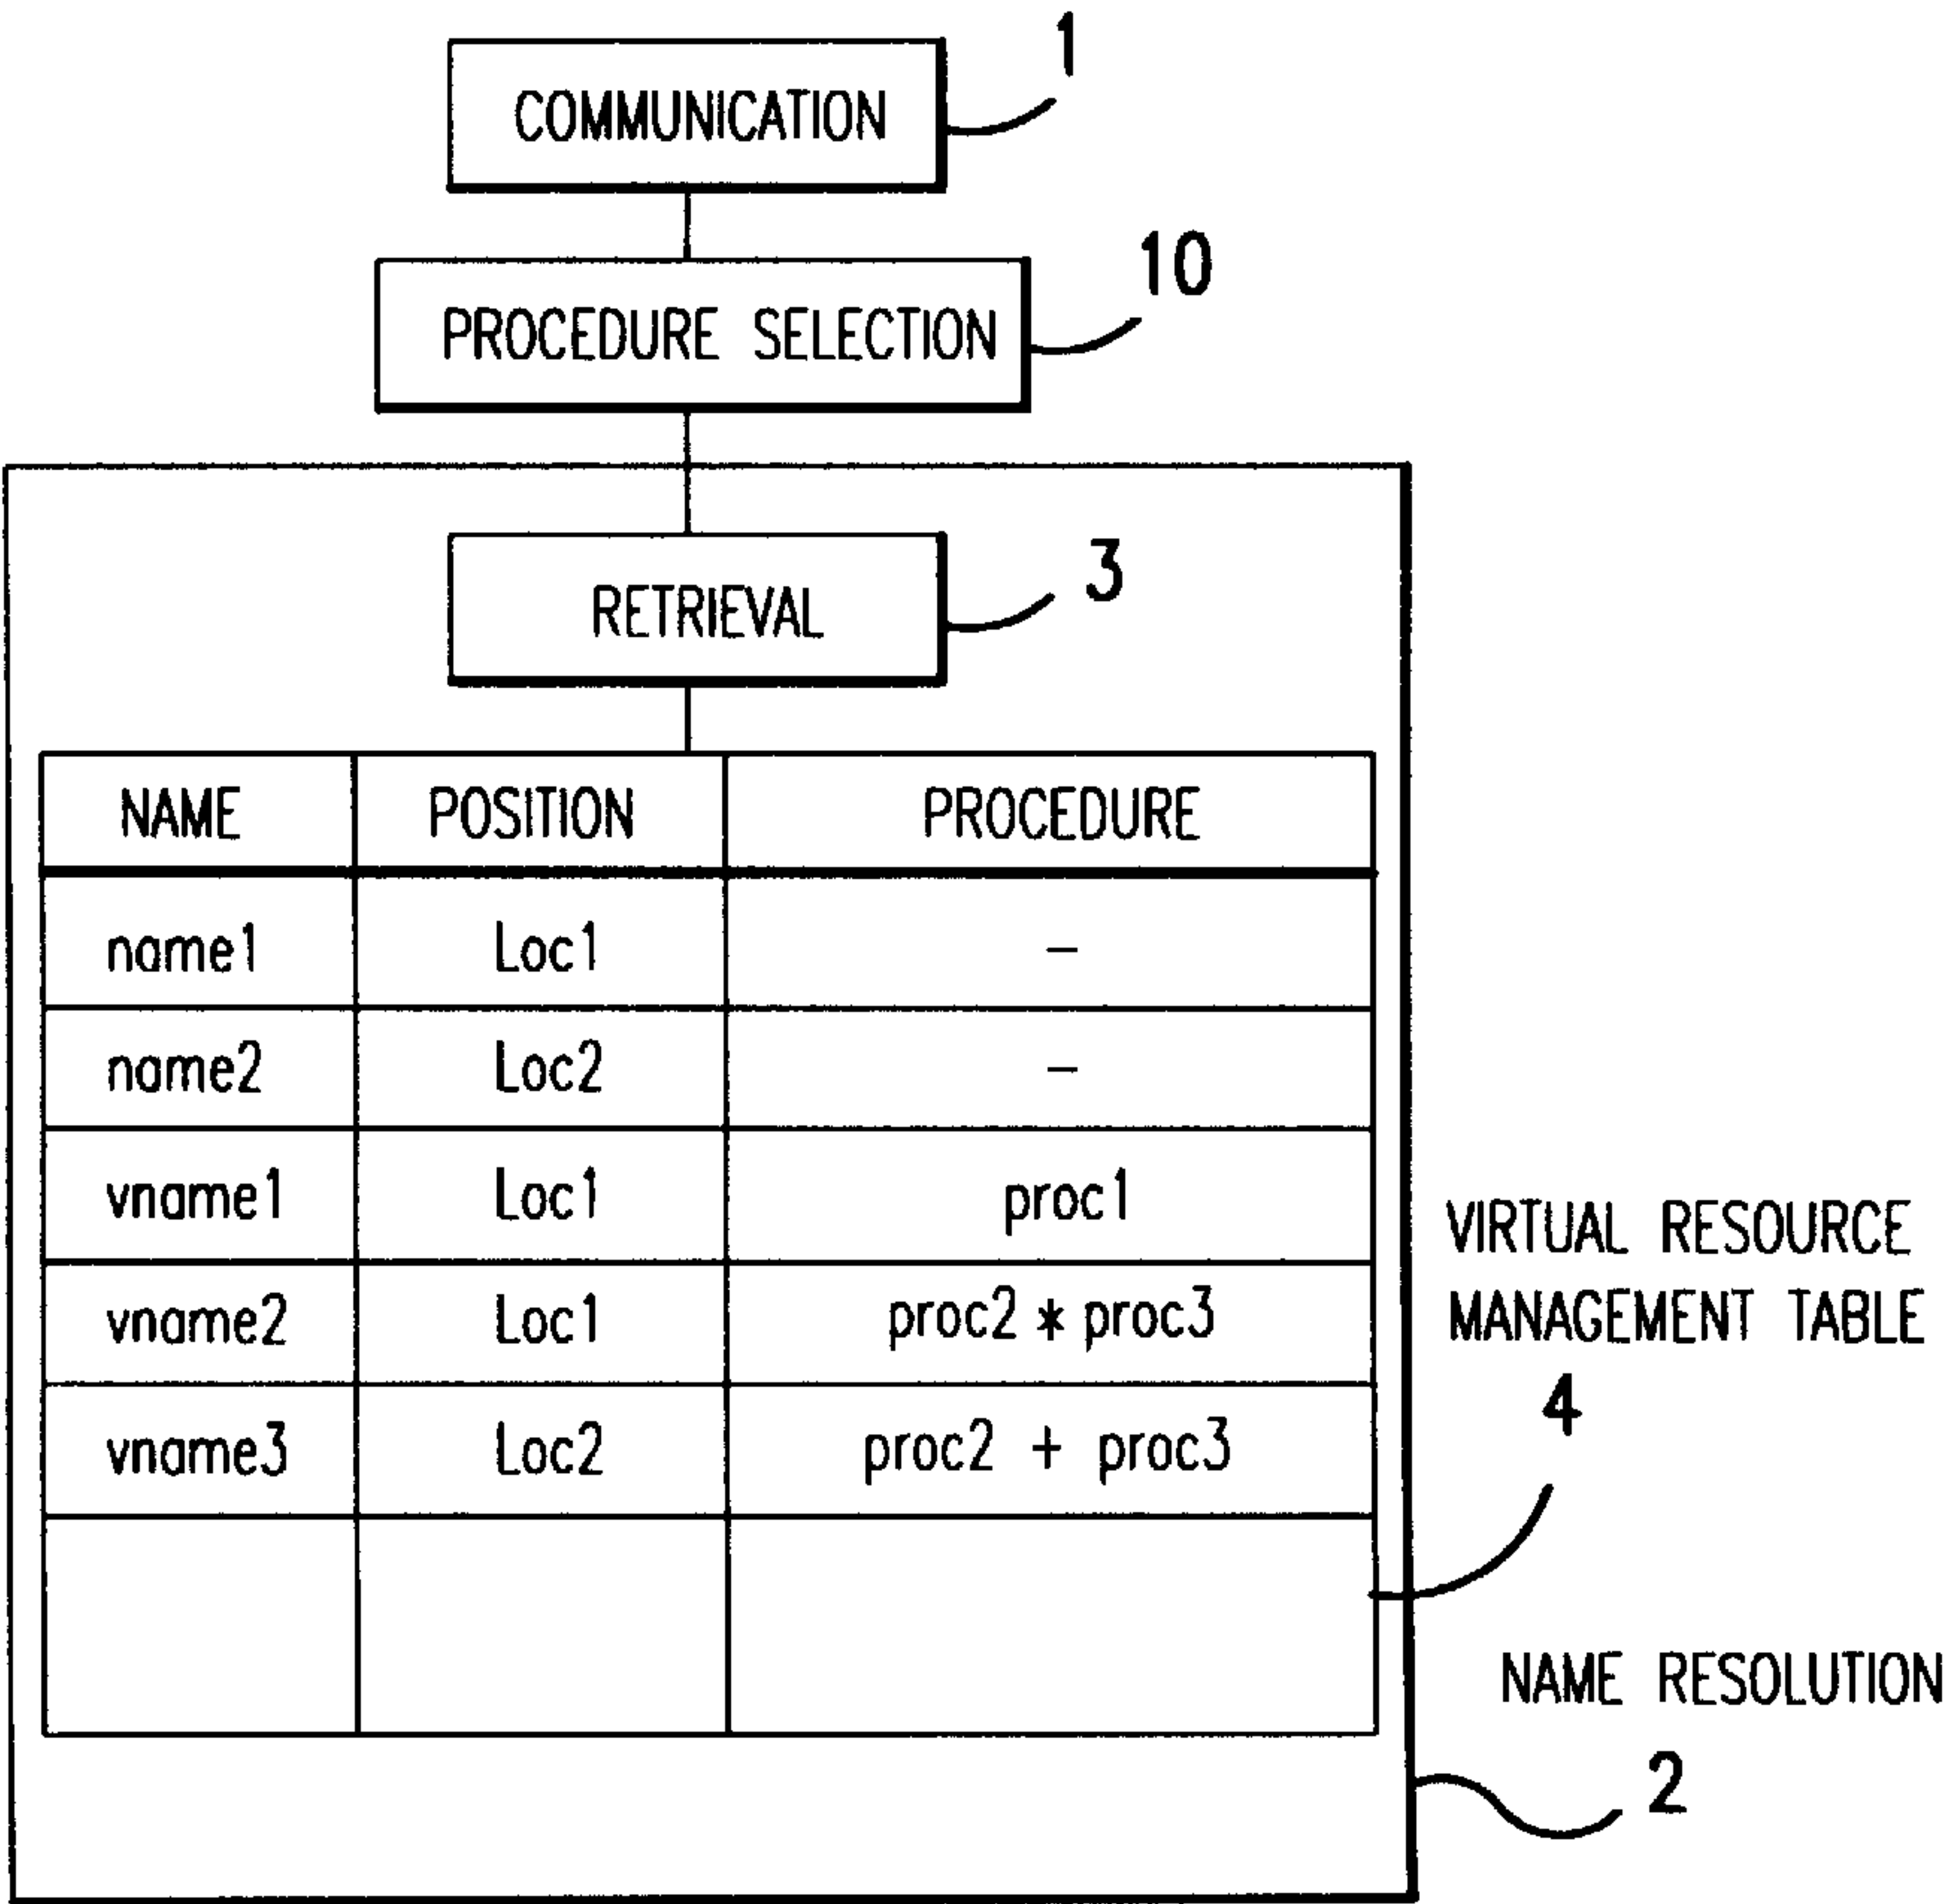 1
COMMUNICATION
10
PROCEDURE SELECTION
3
RETRIEVAL
NAME POSITION PROCEDURE
name1 Loc1 -
name2 Loc2 -
vname1 Loc1 proc1
vname2 Loc1 proc2 * proc3
vname3 Loc2 proc2 + proc3
VIRTUAL RESOURCE
MANAGEMENT TABLE
4
NAME RESOLUTION
2